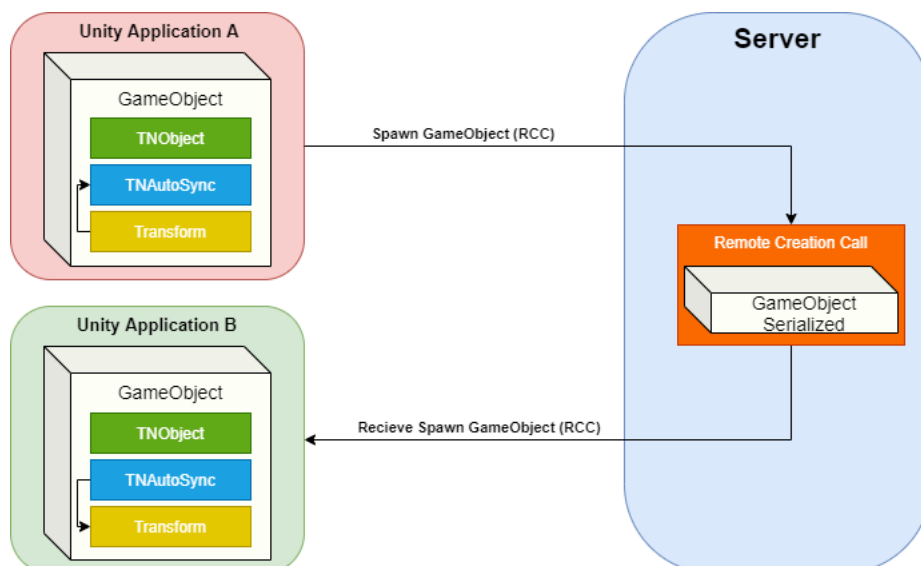 Unity Application A
GameObject
TNObject
TNAutoSync
Transform
Spawn GameObject (RCC)
Server
Remote Creation Call
GameObject
Serialized
Unity Application B
GameObject
TNObject
TNAutoSync
Transform
Recieve Spawn GameObject (RCC)